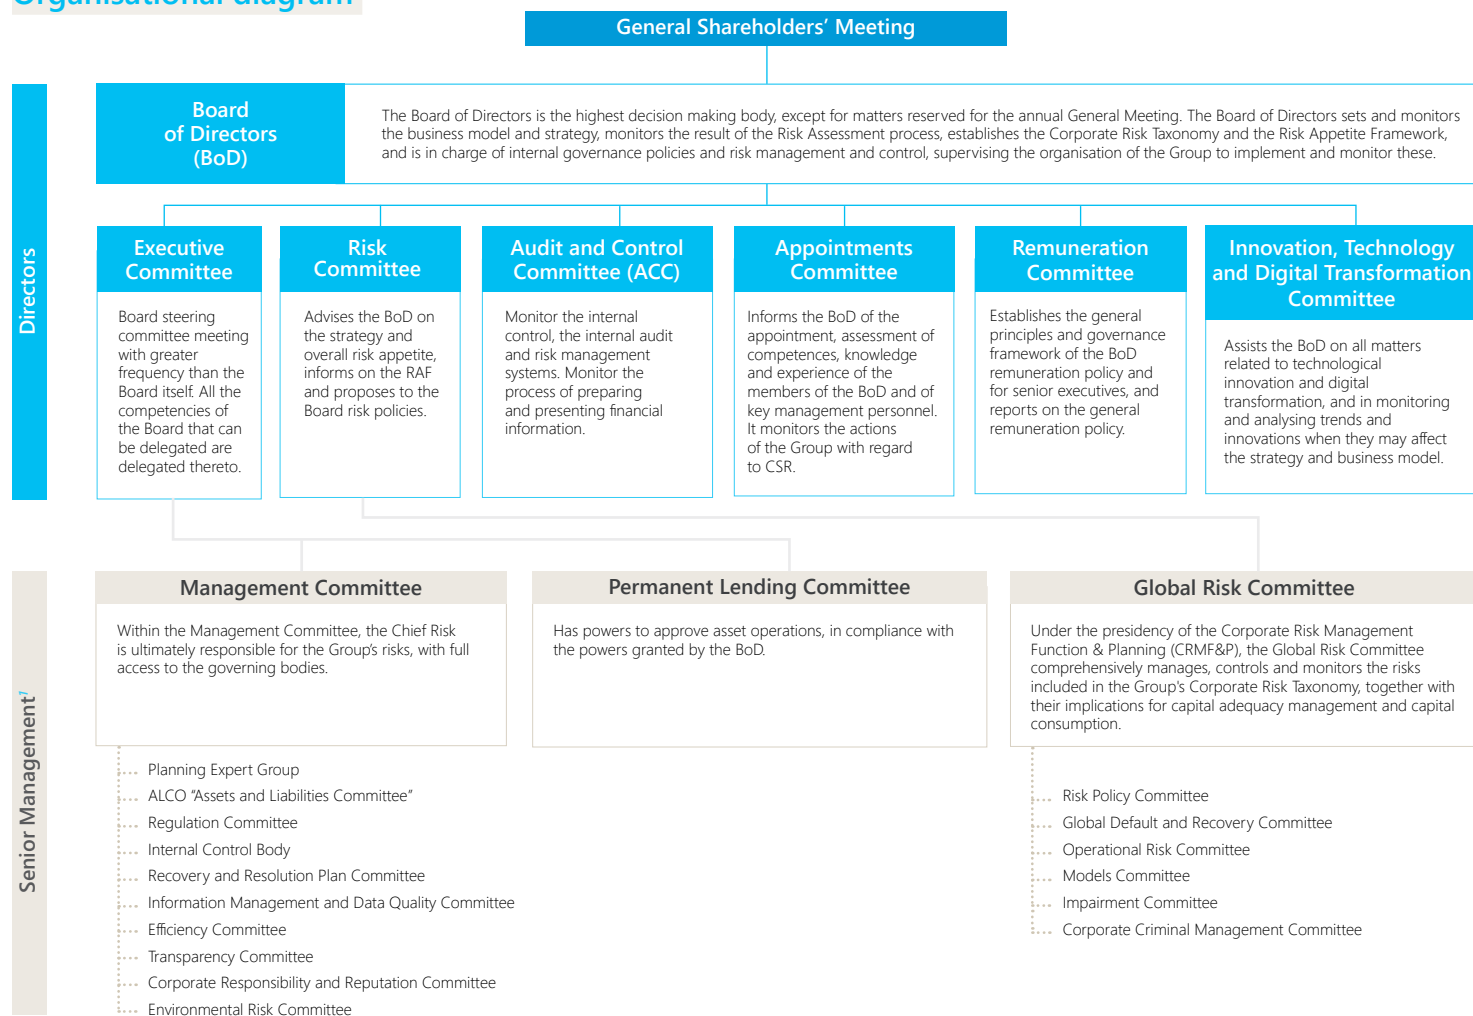 Organisational diagram
General Shareholders’ Meeting
Directors
Board
of Directors
(BoD)
The Board of Directors is the highest decision making body, except for matters reserved for the annual General Meeting. The Board of Directors sets and monitors
the business model and strategy, monitors the result of the Risk Assessment process, establishes the Corporate Risk Taxonomy and the Risk Appetite Framework,
and is in charge of internal governance policies and risk management and control, supervising the organisation of the Group to implement and monitor these.
Executive
Committee
Board steering
committee meeting
with greater
frequency than the
Board itself. All the
competencies of
the Board that can
be delegated are
delegated thereto.
Risk
Committee
Advises the BoD on
the strategy and
overall risk appetite,
informs on the RAF
and proposes to the
Board risk policies.
Audit and Control
Committee (ACC)
Monitor the internal
control, the internal audit
and risk management
systems. Monitor the
process of preparing
and presenting financial
information.
Appointments
Committee
Informs the BoD of the
appointment, assessment of
competences, knowledge
and experience of the
members of the BoD and of
key management personnel.
It monitors the actions
of the Group with regard
to CSR.
Remuneration
Committee
Establishes the general
principles and governance
framework of the BoD
remuneration policy and
for senior executives, and
reports on the general
remuneration policy.
Innovation, Technology
and Digital Transformation
Committee
Assists the BoD on all matters
related to technological
innovation and digital
transformation, and in monitoring
and analysing trends and
innovations when they may affect
the strategy and business model.
Senior Management¹
Management Committee
Within the Management Committee, the Chief Risk
is ultimately responsible for the Group’s risks, with full
access to the governing bodies.
Planning Expert Group
ALCO “Assets and Liabilities Committee”
Regulation Committee
Internal Control Body
Recovery and Resolution Plan Committee
Information Management and Data Quality Committee
Efficiency Committee
Transparency Committee
Corporate Responsibility and Reputation Committee
Environmental Risk Committee
Permanent Lending Committee
Has powers to approve asset operations, in compliance with
the powers granted by the BoD.
Global Risk Committee
Under the presidency of the Corporate Risk Management
Function & Planning (CRMF&P), the Global Risk Committee
comprehensively manages, controls and monitors the risks
included in the Group's Corporate Risk Taxonomy, together with
their implications for capital adequacy management and capital
consumption.
Risk Policy Committee
Global Default and Recovery Committee
Operational Risk Committee
Models Committee
Impairment Committee
Corporate Criminal Management Committee